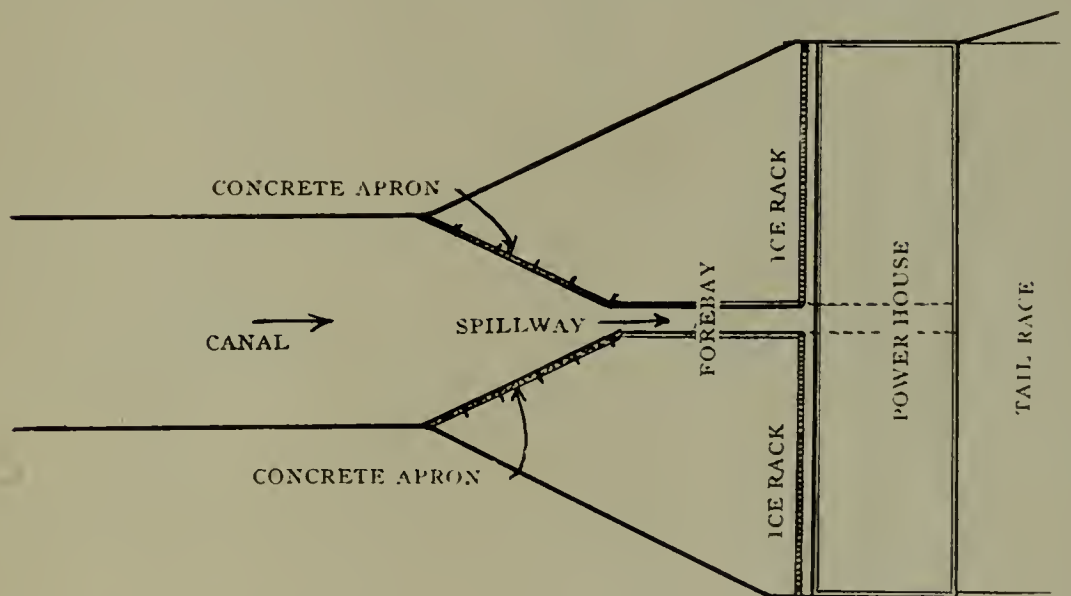 CONCRETE APRON
ICE RACK
CANAL
SPILLWAY
FOREBAY
POWER HOUSE
TAIL RACE
CONCRETE APRON
ICE RACK